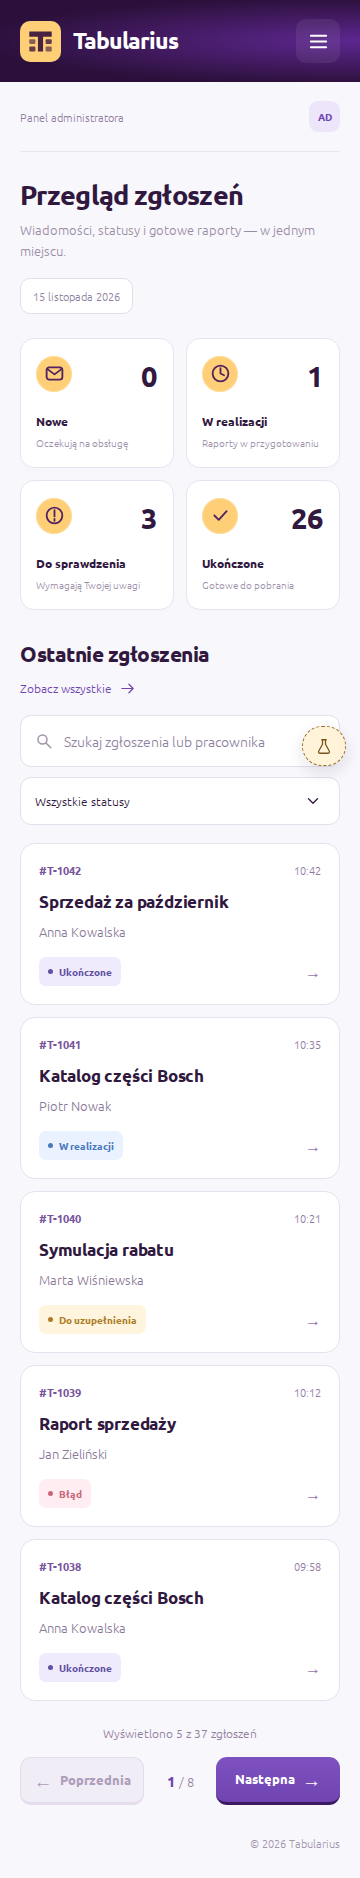 Tabularius
Panel administratora
AD
Przegląd zgłoszeń
Wiadomości, statusy i gotowe raporty — w jednym
miejscu.
15 listopada 2026
0
Nowe
Oczekują na obsługę
1
W realizacji
Raporty w przygotowaniu
3
Do sprawdzenia
Wymagają Twojej uwagi
26
Ukończone
Gotowe do pobrania
Ostatnie zgłoszenia
Zobacz wszystkie →
Szukaj zgłoszenia lub pracownika
Wszystkie statusy
#T-1042 10:42
Sprzedaż za październik
Anna Kowalska
Ukończone →
#T-1041 10:35
Katalog części Bosch
Piotr Nowak
W realizacji →
#T-1040 10:21
Symulacja rabatu
Marta Wiśniewska
Do uzupełnienia →
#T-1039 10:12
Raport sprzedaży
Jan Zieliński
Błąd →
#T-1038 09:58
Katalog części Bosch
Anna Kowalska
Ukończone →
Wyświetlono 5 z 37 zgłoszeń
← Poprzednia 1 / 8 Następna →
© 2026 Tabularius